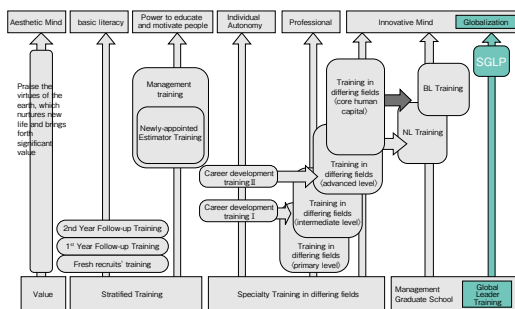 Aesthetic Mind
basic literacy
Power to educate
and motivate people
Individual
Autonomy
Professional
Innovative Mind
Globalization
SGLP
Praise the
virtues of the
earth, which
nurtures new
life and brings
forth
significant
value
Management
training
Newly-appointed
Estimator Training
Training in
differing fields
(core human
capital)
BL Training
NL Training
Career development
training Ⅱ
Training in
differing fields
(advanced level)
Career development
training Ⅰ
Training in
differing fields
(intermediate level)
2nd Year Follow-up Training
1st Year Follow-up Training
Fresh recruits' training
Training in
differing fields
(primary level)
Value
Stratified Training
Specialty Training in differing fields
Management
Graduate School
Global
Leader
Training